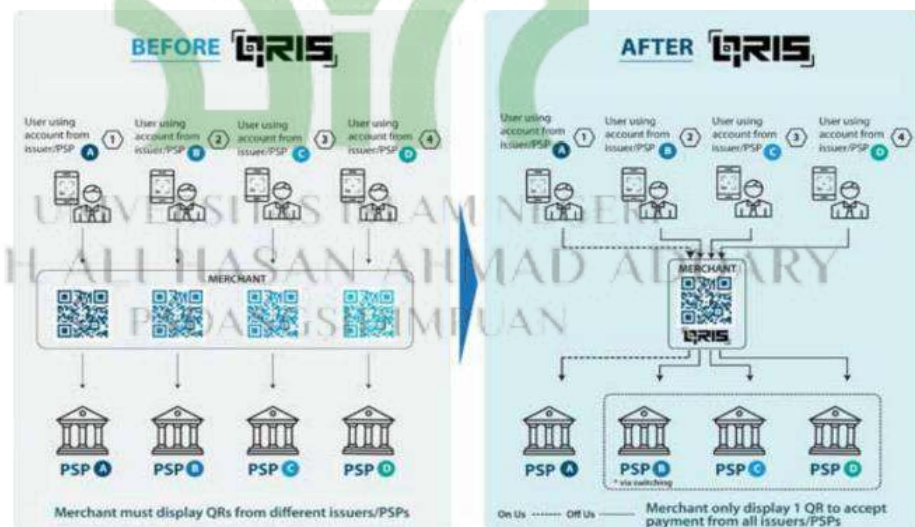 BEFORE QRIS
User using
account from
issuer/PSP A
1
User using
account from
issuer/PSP B
2
User using
account from
issuer/PSP C
3
User using
account from
issuer/PSP D
4
MERCHANT
PSP A
PSP B
PSP C
PSP D
Merchant must display QRs from different issuers/PSPs
AFTER QRIS
User using
account from
issuer/PSP A
1
User using
account from
issuer/PSP B
2
User using
account from
issuer/PSP C
3
User using
account from
issuer/PSP D
4
MERCHANT
QRIS
PSP A
PSP B
* via switching
PSP C
PSP D
On Us Off Us
Merchant only display 1 QR to accept
payment from all issuers/PSPs
UNIVERSITAS ISLAM NEGERI
H ALI HASAN AHMAD ADDARY
PADANGSIDIMPUAN